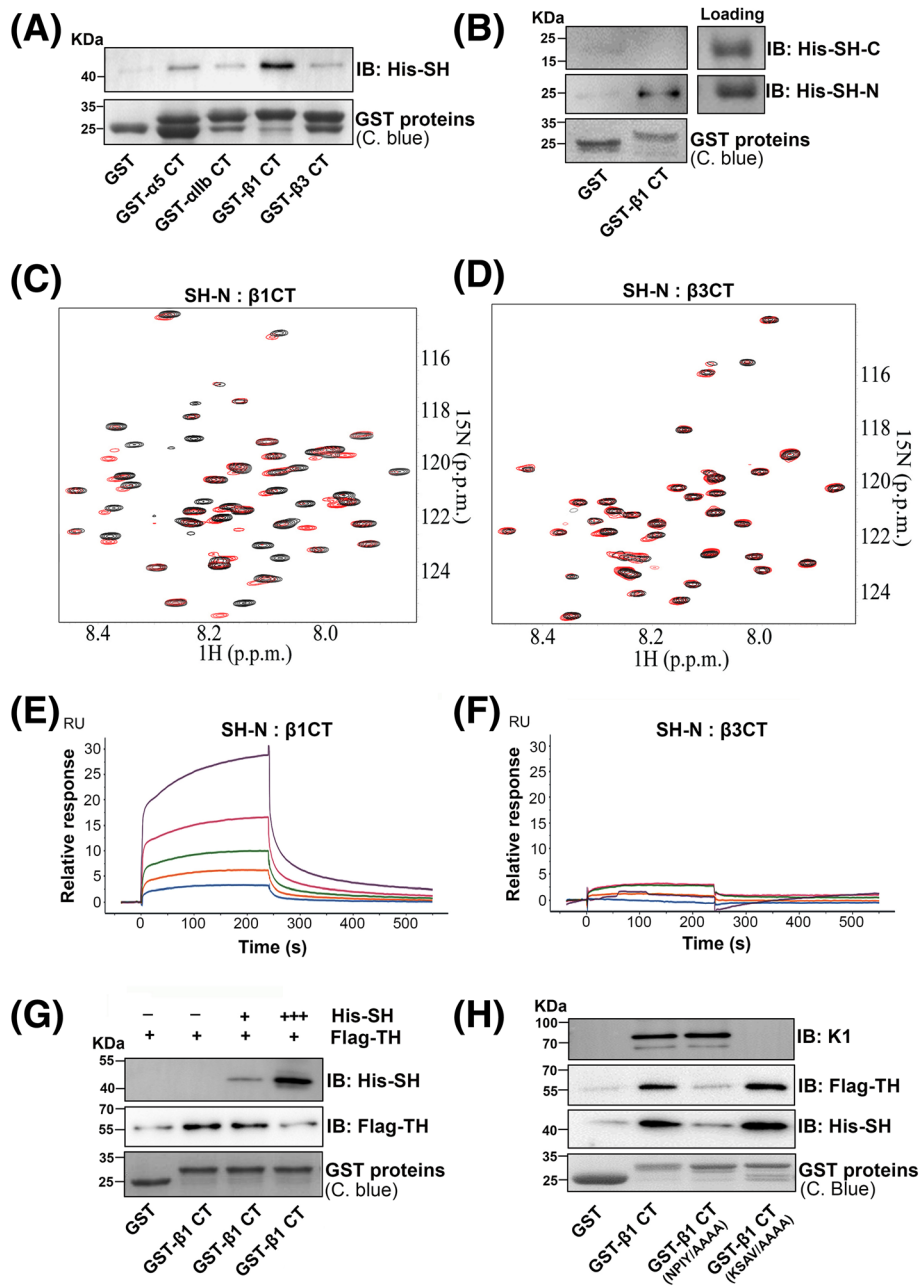 (A)
KDa
40
35
25
IB: His-SH
GST proteins
(C. blue)
GST
GST-α5 CT
GST-αIIb CT
GST-β1 CT
GST-β3 CT
(B)
KDa
Loading
25
15
IB: His-SH-C
25
IB: His-SH-N
35
25
GST proteins
(C. blue)
GST
GST-β1 CT
(C)
SH-N : β1CT
116
118
120
122
124
15N (p.p.m.)
8.4
8.2
8.0
1H (p.p.m.)
(D)
SH-N : β3CT
116
118
120
122
124
15N (p.p.m.)
8.4
8.2
8.0
1H (p.p.m.)
(E)
RU
SH-N : β1CT
Relative response
30
25
20
15
10
5
0
0 100 200 300 400 500
Time (s)
(F)
RU
SH-N : β3CT
Relative response
30
25
20
15
10
5
0
0 100 200 300 400 500
Time (s)
(G)
– – + +++ His-SH
+ + + + Flag-TH
KDa
55
40
IB: His-SH
70
55
IB: Flag-TH
35
25
GST proteins
(C. blue)
GST
GST-β1 CT
GST-β1 CT
GST-β1 CT
(H)
KDa
100
70
IB: K1
70
55
IB: Flag-TH
40
IB: His-SH
35
25
GST proteins
(C. Blue)
GST
GST-β1 CT
GST-β1 CT
(NPIY/AAAA)
GST-β1 CT
(KSAV/AAAA)